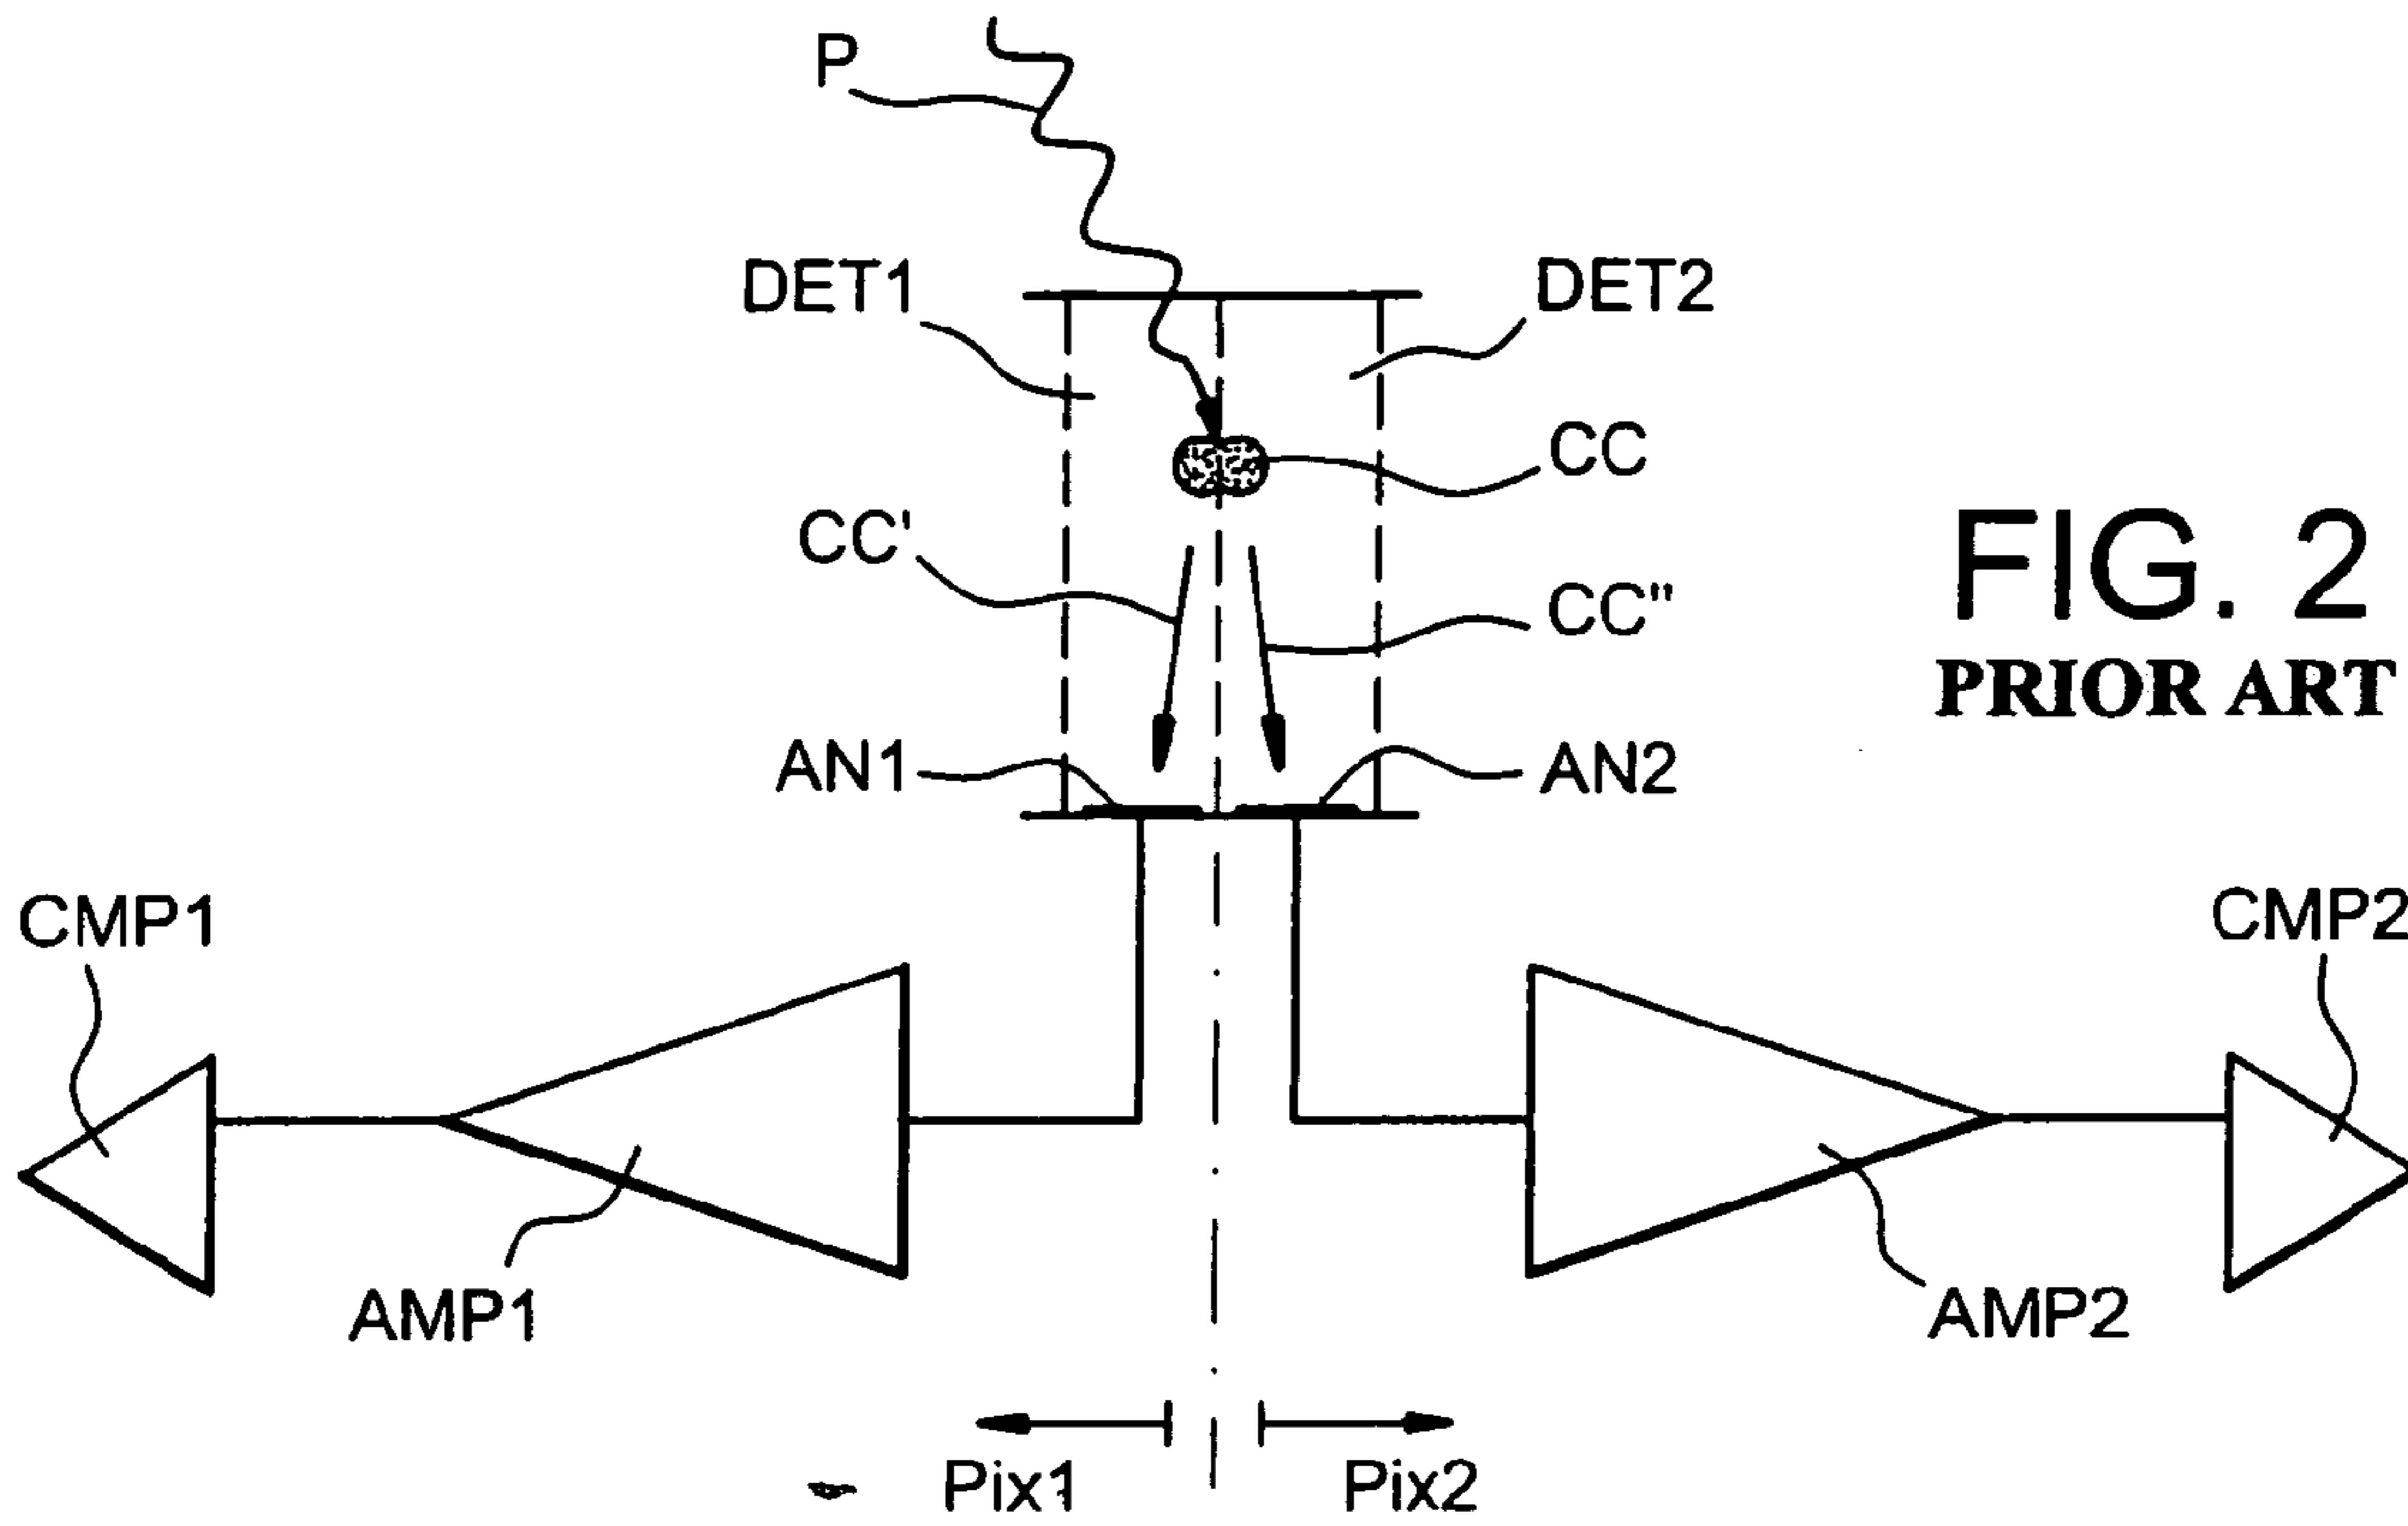 P
DET1
DET2
CC
CC'
CC"
FIG. 2
PRIOR ART
AN1
AN2
CMP1
CMP2
AMP1
AMP2
Pix1
Pix2